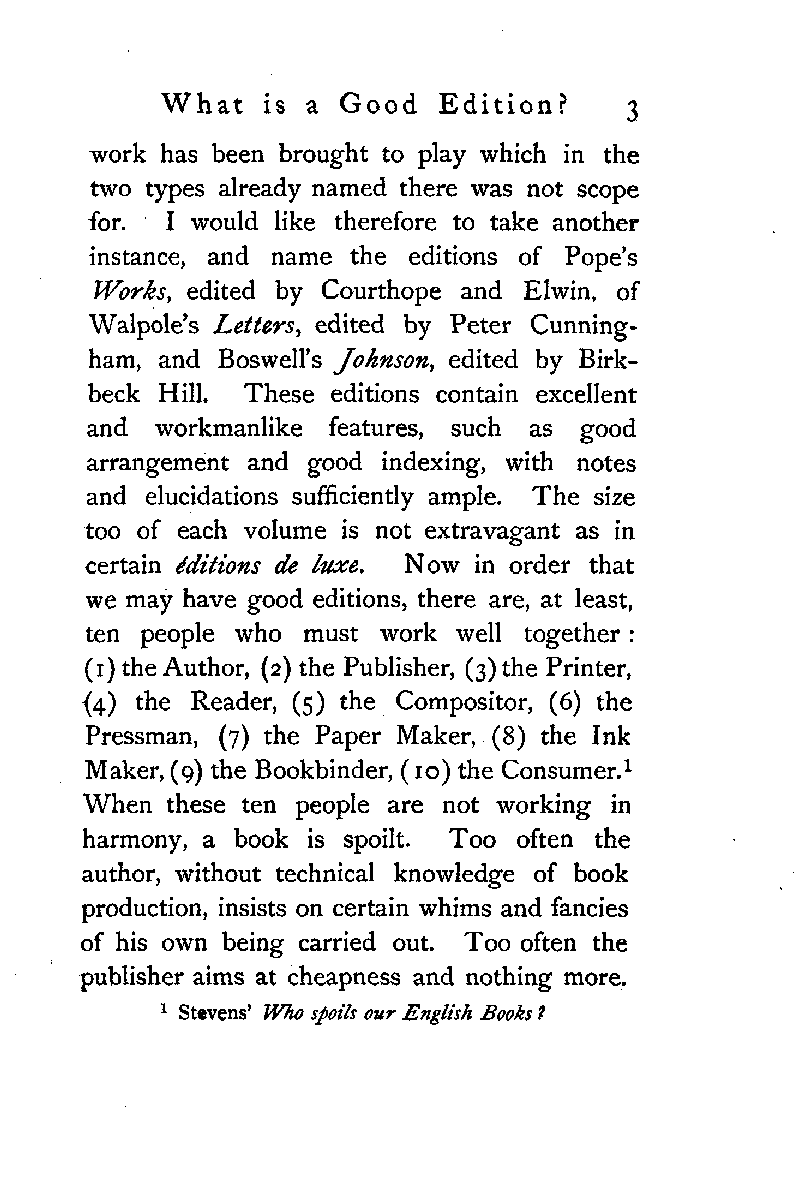 What is a Good Edition? 3
work has been brought to play which in the
two types already named there was not scope
for. I would like therefore to take another
instance, and name the editions of Pope's
Works, edited by Courthope and Elwin, of
Walpole's Letters, edited by Peter Cunning-
ham, and Boswell's Johnson, edited by Birk-
beck Hill. These editions contain excellent
and workmanlike features, such as good
arrangement and good indexing, with notes
and elucidations sufficiently ample. The size
too of each volume is not extravagant as in
certain éditions de luxe. Now in order that
we may have good editions, there are, at least,
ten people who must work well together :
(1) the Author, (2) the Publisher, (3) the Printer,
(4) the Reader, (5) the Compositor, (6) the
Pressman, (7) the Paper Maker, (8) the Ink
Maker, (9) the Bookbinder, (10) the Consumer.¹
When these ten people are not working in
harmony, a book is spoilt. Too often the
author, without technical knowledge of book
production, insists on certain whims and fancies
of his own being carried out. Too often the
publisher aims at cheapness and nothing more.
¹ Stevens' Who spoils our English Books ?